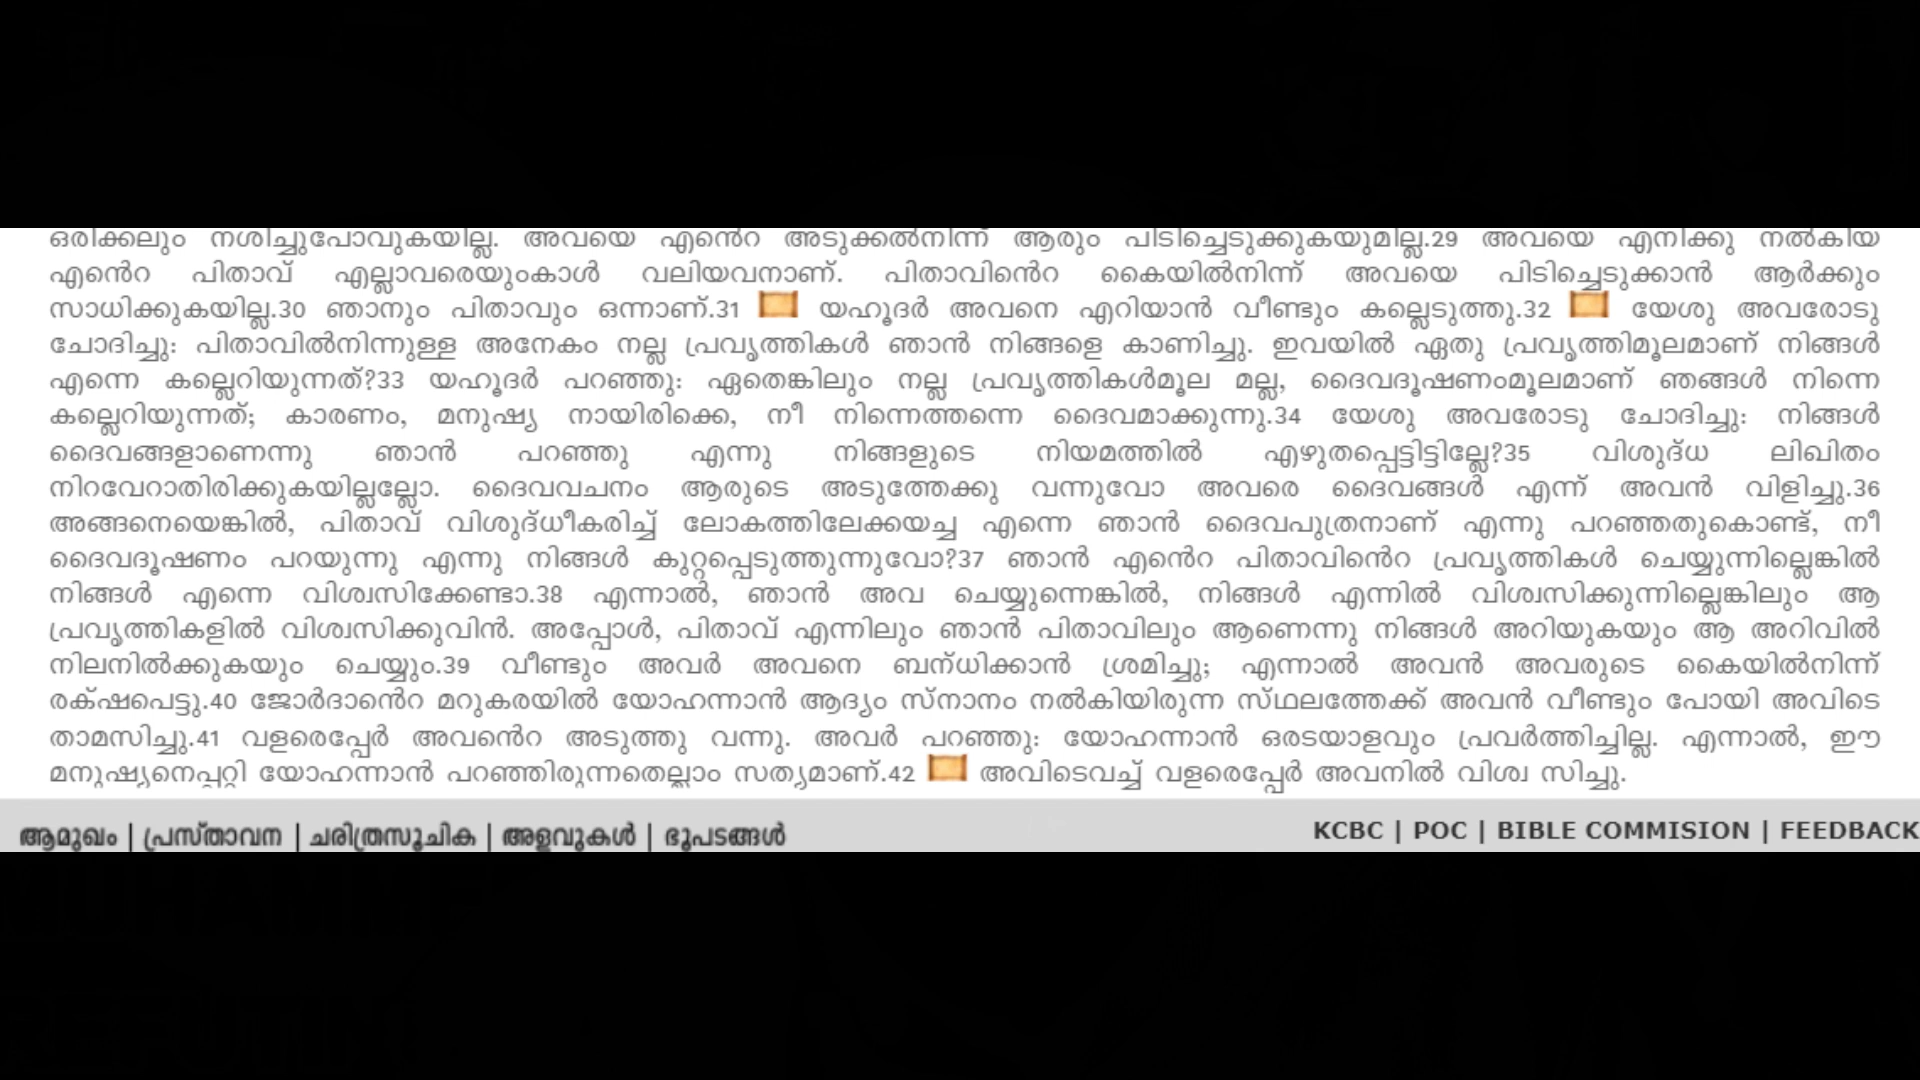 ഒരിക്കലും നശിച്ചുപോവുകയില്ല. അവയെ എൻെറ അടുക്കൽനിന്ന് ആരും പിടിച്ചെടുക്കുകയുമില്ല.29 അവയെ എനിക്കു നൽകിയ
എൻെറ പിതാവ് എല്ലാവരെയുംകാൾ വലിയവനാണ്. പിതാവിൻെറ കൈയിൽനിന്ന് അവയെ പിടിച്ചെടുക്കാൻ ആർക്കും
സാധിക്കുകയില്ല.30 ഞാനും പിതാവും ഒന്നാണ്.31 യഹൂദർ അവനെ എറിയാൻ വീണ്ടും കല്ലെടുത്തു.32 യേശു അവരോടു
ചോദിച്ചു: പിതാവിൽനിന്നുള്ള അനേകം നല്ല പ്രവൃത്തികൾ ഞാൻ നിങ്ങളെ കാണിച്ചു. ഇവയിൽ ഏതു പ്രവൃത്തിമൂലമാണ് നിങ്ങൾ
എന്നെ കല്ലെറിയുന്നത്?33 യഹൂദർ പറഞ്ഞു: ഏതെങ്കിലും നല്ല പ്രവൃത്തികൾമൂല മല്ല, ദൈവദൂഷണംമൂലമാണ് ഞങ്ങൾ നിന്നെ
കല്ലെറിയുന്നത്; കാരണം, മനുഷ്യ നായിരിക്കെ, നീ നിന്നെത്തന്നെ ദൈവമാക്കുന്നു.34 യേശു അവരോടു ചോദിച്ചു: നിങ്ങൾ
ദൈവങ്ങളാണെന്നു ഞാൻ പറഞ്ഞു എന്നു നിങ്ങളുടെ നിയമത്തിൽ എഴുതപ്പെട്ടിട്ടില്ലേ?35 വിശുദ്ധ ലിഖിതം
നിറവേറാതിരിക്കുകയില്ലല്ലോ. ദൈവവചനം ആരുടെ അടുത്തേക്കു വന്നുവോ അവരെ ദൈവങ്ങൾ എന്ന് അവൻ വിളിച്ചു.36
അങ്ങനെയെങ്കിൽ, പിതാവ് വിശുദ്ധീകരിച്ച് ലോകത്തിലേക്കയച്ച എന്നെ ഞാൻ ദൈവപുത്രനാണ് എന്നു പറഞ്ഞതുകൊണ്ട്, നീ
ദൈവദൂഷണം പറയുന്നു എന്നു നിങ്ങൾ കുറ്റപ്പെടുത്തുന്നുവോ?37 ഞാൻ എൻെറ പിതാവിൻെറ പ്രവൃത്തികൾ ചെയ്യുന്നില്ലെങ്കിൽ
നിങ്ങൾ എന്നെ വിശ്വസിക്കേണ്ടാ.38 എന്നാൽ, ഞാൻ അവ ചെയ്യുന്നെങ്കിൽ, നിങ്ങൾ എന്നിൽ വിശ്വസിക്കുന്നില്ലെങ്കിലും ആ
പ്രവൃത്തികളിൽ വിശ്വസിക്കുവിൻ. അപ്പോൾ, പിതാവ് എന്നിലും ഞാൻ പിതാവിലും ആണെന്നു നിങ്ങൾ അറിയുകയും ആ അറിവിൽ
നിലനിൽക്കുകയും ചെയ്യും.39 വീണ്ടും അവർ അവനെ ബന്ധിക്കാൻ ശ്രമിച്ചു; എന്നാൽ അവൻ അവരുടെ കൈയിൽനിന്ന്
രക്ഷപെട്ടു.40 ജോർദാൻെറ മറുകരയിൽ യോഹന്നാൻ ആദ്യം സ്നാനം നൽകിയിരുന്ന സ്ഥലത്തേക്ക് അവൻ വീണ്ടും പോയി അവിടെ
താമസിച്ചു.41 വളരെപ്പേർ അവൻെറ അടുത്തു വന്നു. അവർ പറഞ്ഞു: യോഹന്നാൻ ഒരടയാളവും പ്രവർത്തിച്ചില്ല. എന്നാൽ, ഈ
മനുഷ്യനെപ്പറ്റി യോഹന്നാൻ പറഞ്ഞിരുന്നതെല്ലാം സത്യമാണ്.42 അവിടെവച്ച് വളരെപ്പേർ അവനിൽ വിശ്വ സിച്ചു.
ആമുഖം | പ്രസ്താവന | ചരിത്രസൂചിക | അളവുകൾ | ഭൂപടങ്ങൾ
KCBC | POC | BIBLE COMMISION | FEEDBACK